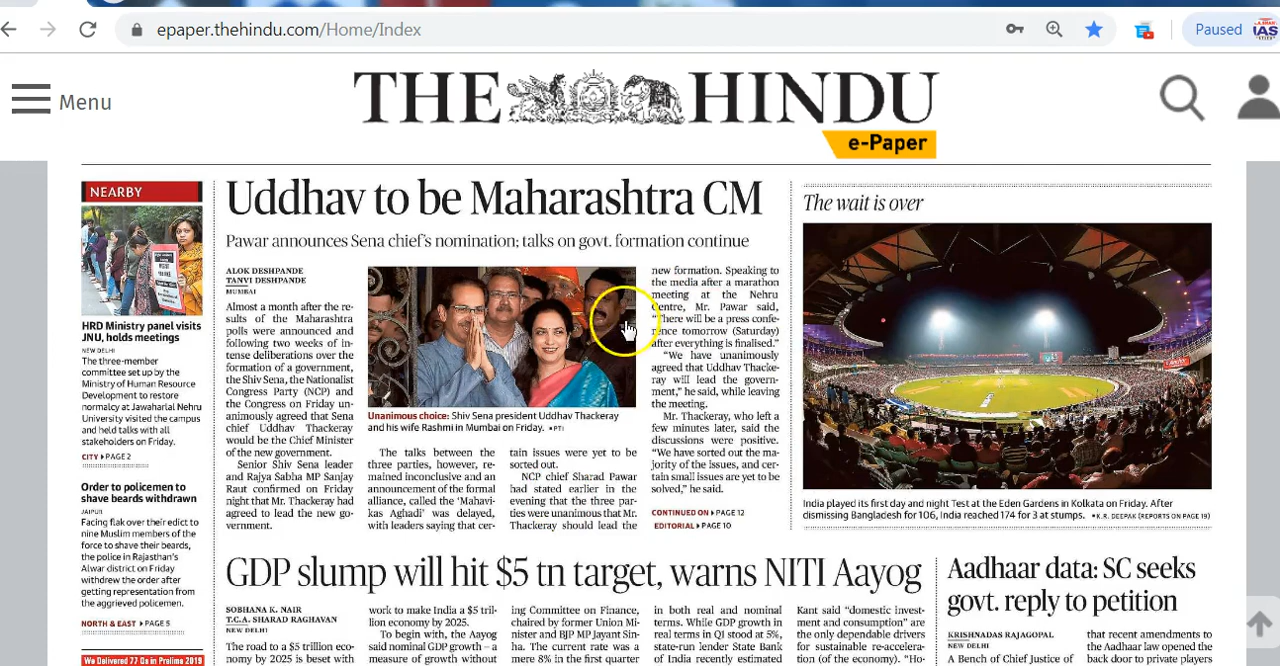 epaper.thehindu.com/Home/Index
Paused
IAS
Menu
THE HINDU
e-Paper
NEARBY
HRD Ministry panel visits
JNU, holds meetings
NEW DELHI
The three-member
committee set up by the
Ministry of Human Resource
Development to restore
normalcy at Jawaharlal Nehru
University visited the campus
and held talks with all
stakeholders on Friday.
CITY ▶ PAGE 2
Order to policemen to
shave beards withdrawn
JAIPUR
Facing flak over their edict to
nine Muslim members of the
force to shave their beards,
the police in Rajasthan's
Alwar district on Friday
withdrew the order after
getting representation from
the aggrieved policemen.
NORTH & EAST ▶ PAGE 5
We Delivered 77 Qs in Prelims 2019
Uddhav to be Maharashtra CM
Pawar announces Sena chief's nomination; talks on govt. formation continue
ALOK DESHPANDE
TANVI DESHPANDE
MUMBAI
Almost a month after the re-
sults of the Maharashtra
polls were announced and
following two weeks of in-
tense deliberations over the
formation of a government,
the Shiv Sena, the Nationalist
Congress Party (NCP) and
the Congress on Friday un-
animously agreed that Sena
chief Uddhav Thackeray
would be the Chief Minister
of the new government.
Senior Shiv Sena leader
and Rajya Sabha MP Sanjay
Raut confirmed on Friday
night that Mr. Thackeray had
agreed to lead the new go-
vernment.
Unanimous choice: Shiv Sena president Uddhav Thackeray
and his wife Rashmi in Mumbai on Friday. • PTI
The talks between the
three parties, however, re-
mained inconclusive and an
announcement of the formal
alliance, called the 'Mahavi-
kas Aghadi' was delayed,
with leaders saying that cer-
tain issues were yet to be
sorted out.
NCP chief Sharad Pawar
had stated earlier in the
evening that the three par-
ties were unanimous that Mr.
Thackeray should lead the
new formation. Speaking to
the media after a marathon
meeting at the Nehru
Centre, Mr. Pawar said,
"There will be a press confe-
rence tomorrow (Saturday)
after everything is finalised."
"We have unanimously
agreed that Uddhav Thacke-
ray will lead the govern-
ment," he said, while leaving
the meeting.
Mr. Thackeray, who left a
few minutes later, said the
discussions were positive.
"We have sorted out the ma-
jority of the issues, and cer-
tain small issues are yet to be
solved," he said.
CONTINUED ON ▶ PAGE 12
EDITORIAL ▶ PAGE 10
The wait is over
India played its first day and night Test at the Eden Gardens in Kolkata on Friday. After
dismissing Bangladesh for 106, India reached 174 for 3 at stumps. • K.R. DEEPAK (REPORTS ON PAGE 19)
GDP slump will hit $5 tn target, warns NITI Aayog
SOBHANA K. NAIR
T.C.A. SHARAD RAGHAVAN
NEW DELHI
The road to a $5 trillion eco-
nomy by 2025 is beset with
work to make India a $5 tril-
lion economy by 2025.
To begin with, the Aayog
said nominal GDP growth – a
measure of growth without
ing Committee on Finance,
chaired by former Union Mi-
nister and BJP MP Jayant Sin-
ha. The current rate was a
mere 8% in the first quarter
in both real and nominal
terms. While GDP growth in
real terms in Q1 stood at 5%,
state-run lender State Bank
of India recently estimated
Kant said "domestic invest-
ment and consumption" are
the only dependable drivers
for sustainable re-accelera-
tion (of the economy). "Ho-
Aadhaar data: SC seeks
govt. reply to petition
KRISHNADAS RAJAGOPAL
NEW DELHI
A Bench of Chief Justice of
that recent amendments to
the Aadhaar law opened the
back door to private players